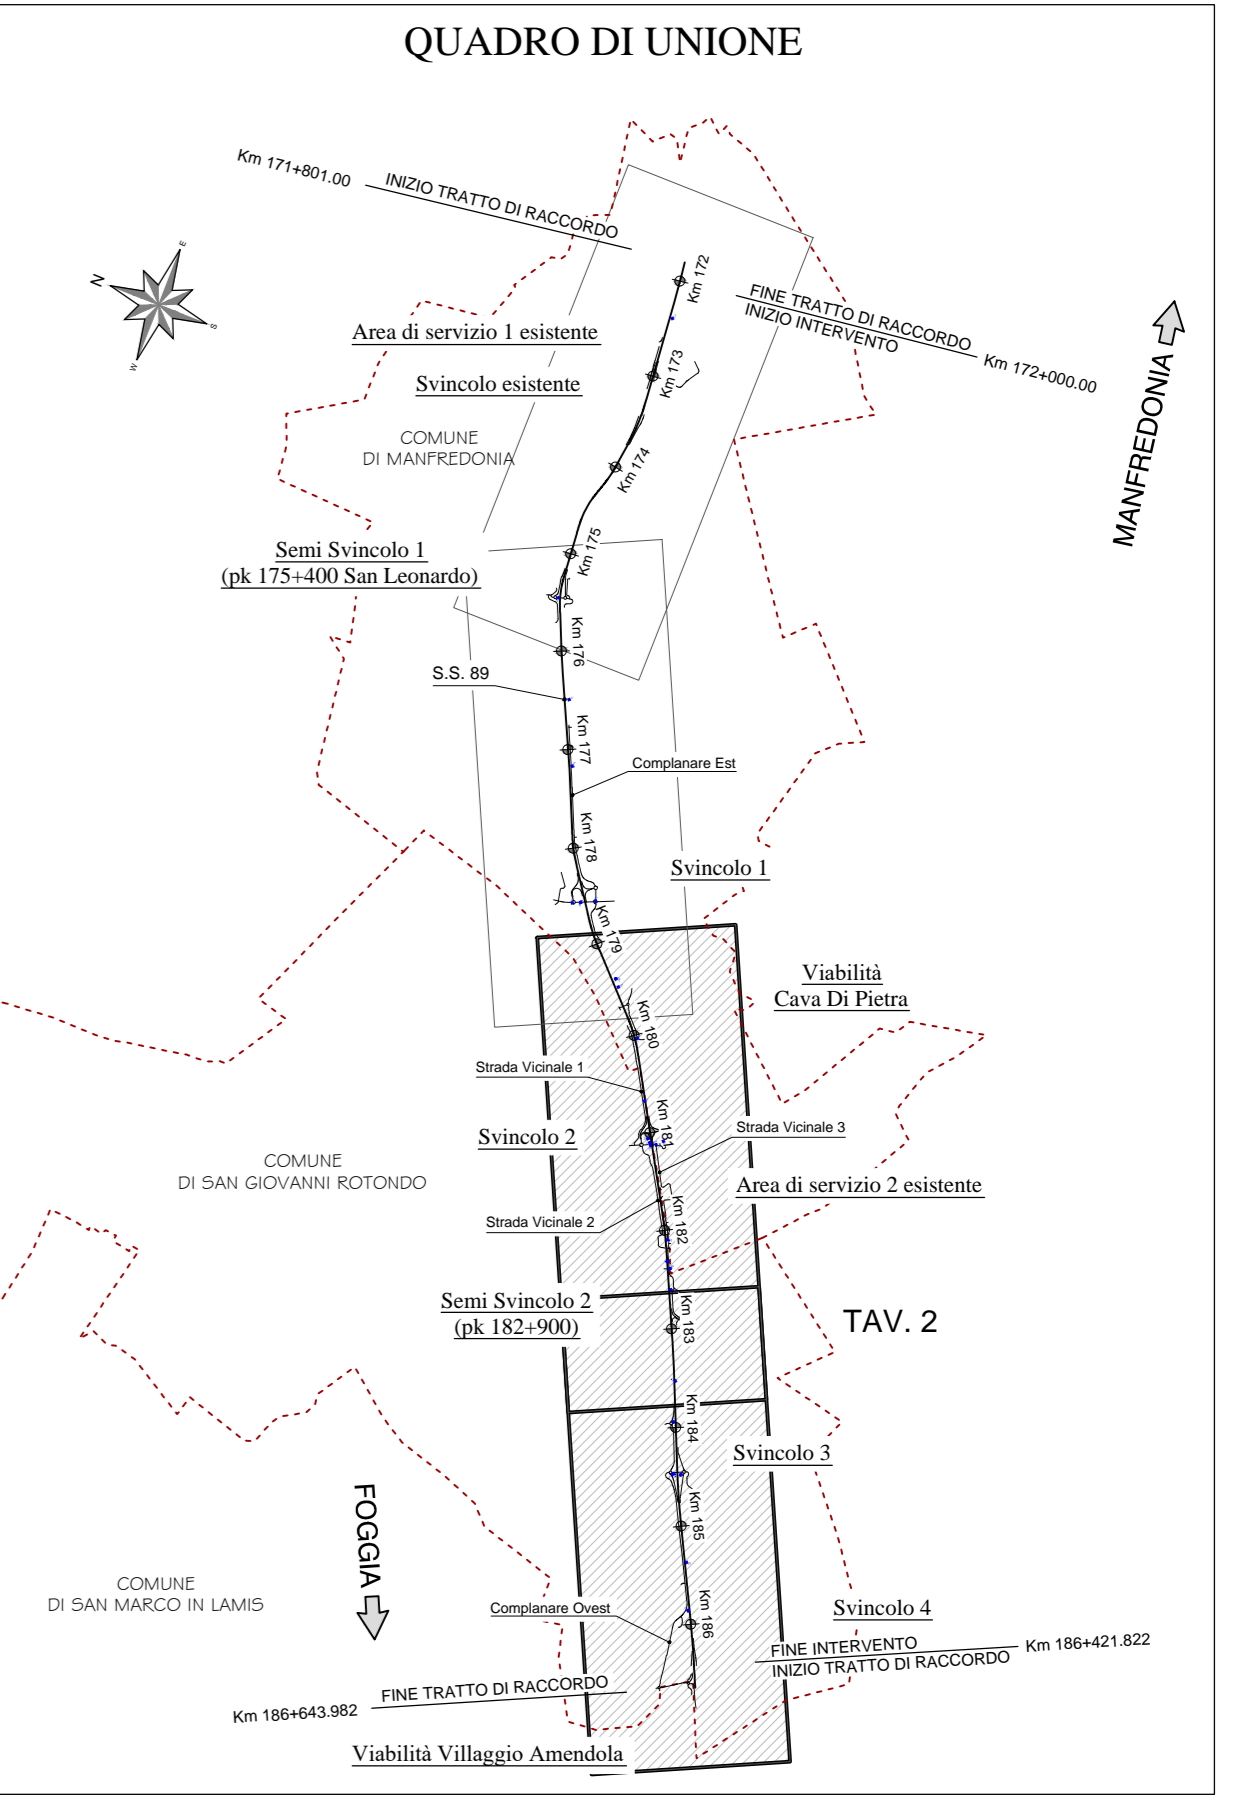 QUADRO DI UNIONE
Km 171+801.00
INIZIO TRATTO DI RACCORDO
N
E
S
W
Km 172
FINE TRATTO DI RACCORDO
INIZIO INTERVENTO
Km 172+000.00
MANFREDONIA
Area di servizio 1 esistente
Km 173
Svincolo esistente
COMUNE
DI MANFREDONIA
Km 174
Km 175
Semi Svincolo 1
(pk 175+400 San Leonardo)
Km 176
S.S. 89
Km 177
Complanare Est
Km 178
Svincolo 1
Km 179
Viabilità
Cava Di Pietra
Km 180
Strada Vicinale 1
Km 181
Strada Vicinale 3
Svincolo 2
COMUNE
DI SAN GIOVANNI ROTONDO
Area di servizio 2 esistente
Strada Vicinale 2
Km 182
Semi Svincolo 2
(pk 182+900)
Km 183
TAV. 2
Km 184
Svincolo 3
FOGGIA
Km 185
COMUNE
DI SAN MARCO IN LAMIS
Complanare Ovest
Km 186
Svincolo 4
FINE INTERVENTO
INIZIO TRATTO DI RACCORDO
Km 186+421.822
FINE TRATTO DI RACCORDO
Km 186+643.982
Viabilità Villaggio Amendola